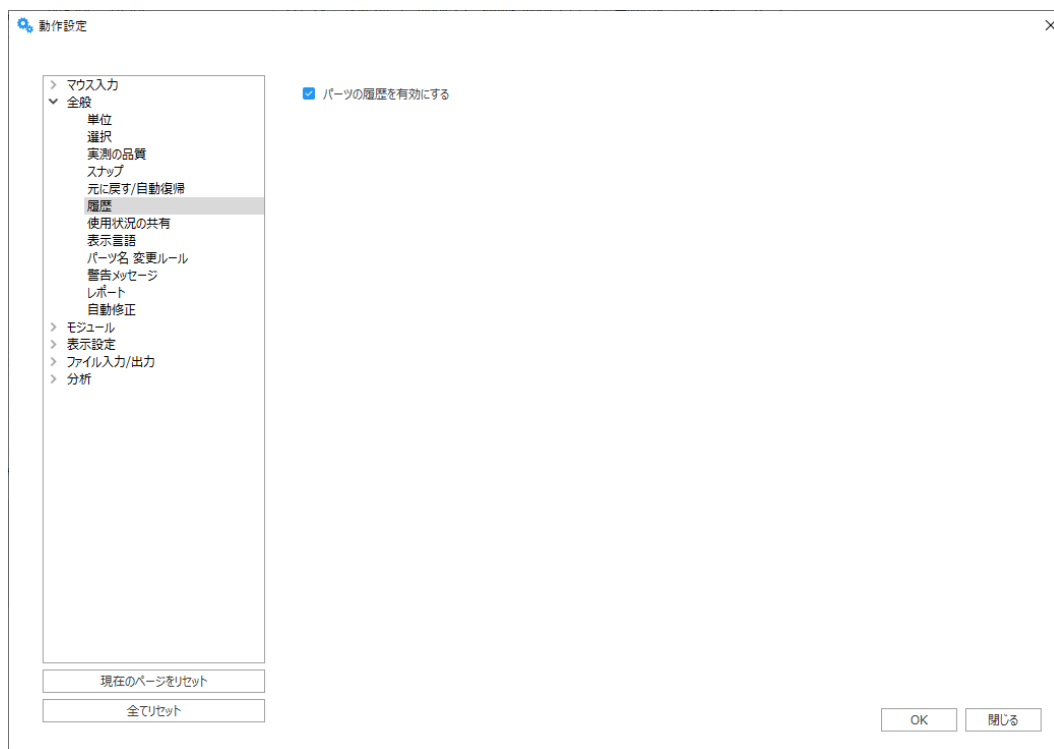 動作設定
マウス入力
全般
単位
選択
実測の品質
スナップ
元に戻す/自動復帰
履歴
使用状況の共有
表示言語
パーツ名 変更ルール
警告メッセージ
レポート
自動修正
モジュール
表示設定
ファイル入力/出力
分析
パーツの履歴を有効にする
現在のページをリセット
全てリセット
OK
閉じる